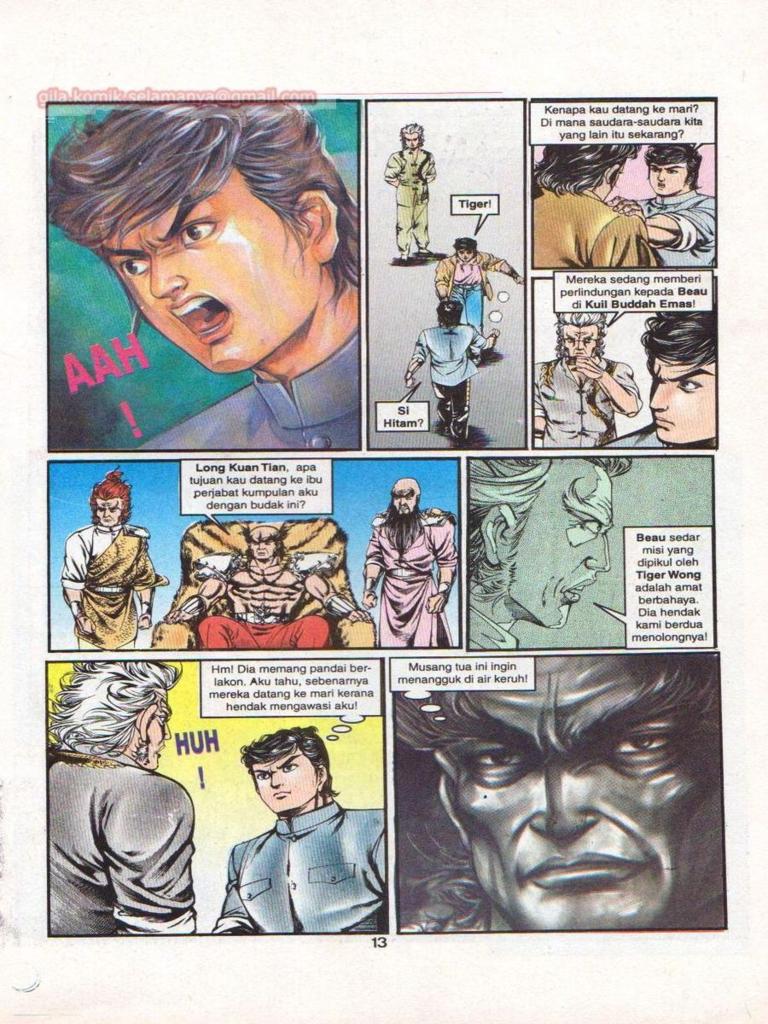 gila.komik.selamanya@gmail.com
AAH
!
Tiger!
Si
Hitam?
Kenapa kau datang ke mari?
Di mana saudara-saudara kita
yang lain itu sekarang?
Mereka sedang memberi
perlindungan kepada Beau
di Kuil Buddah Emas!
Long Kuan Tian, apa
tujuan kau datang ke ibu
perjabat kumpulan aku
dengan budak ini?
Beau sedar
misi yang
dipikul oleh
Tiger Wong
adalah amat
berbahaya.
Dia hendak
kami berdua
menolongnya!
Hm! Dia memang pandai ber-
lakon. Aku tahu, sebenarnya
mereka datang ke mari kerana
hendak mengawasi aku!
HUH
!
Musang tua ini ingin
menangguk di air keruh!
13